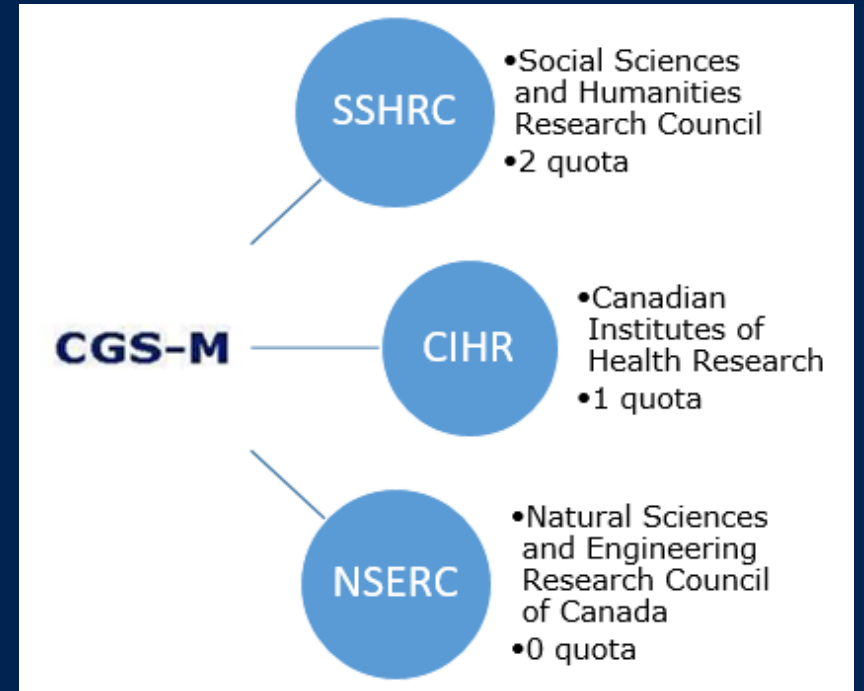 CGS-M
SSHRC
•Social Sciences
and Humanities
Research Council
•2 quota
CIHR
•Canadian
Institutes of
Health Research
•1 quota
NSERC
•Natural Sciences
and Engineering
Research Council
of Canada
•0 quota